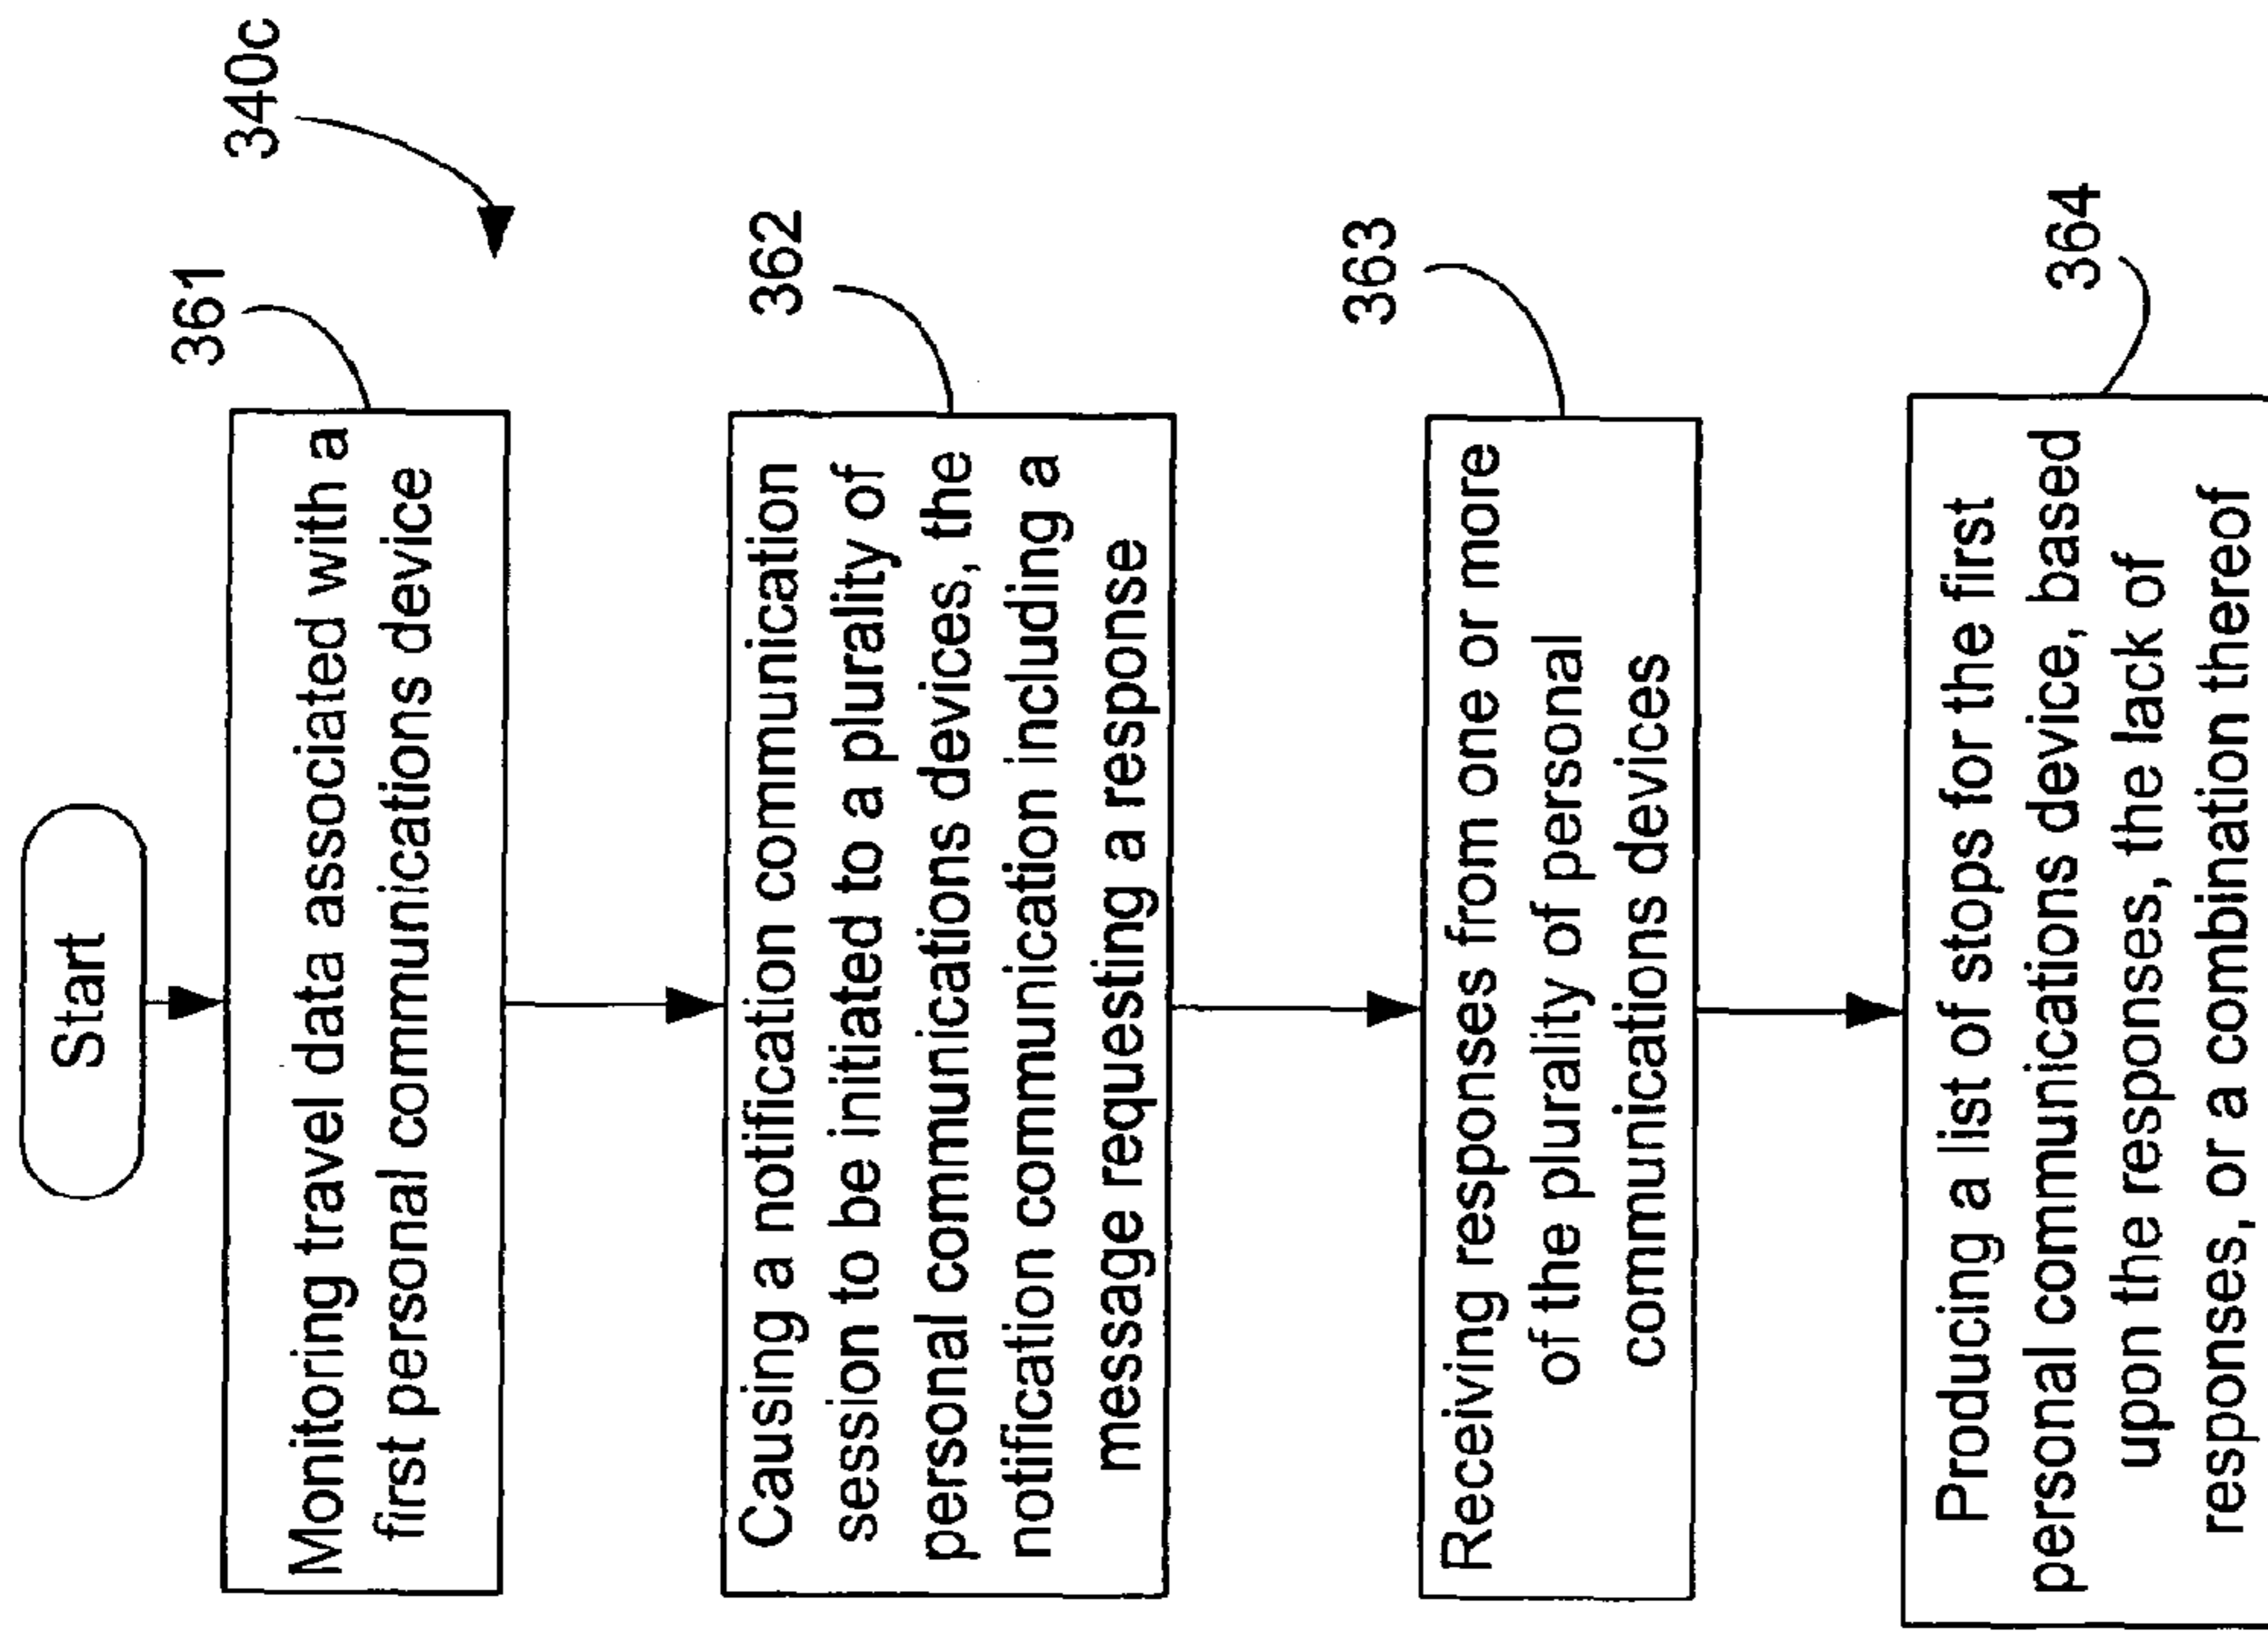 Start
340c
361
Monitoring travel data associated with a
first personal communications device
362
Causing a notification communication
session to be initiated to a plurality of
personal communications devices, the
notification communication including a
message requesting a response
363
Receiving responses from one or more
of the plurality of personal
communications devices
364
Producing a list of stops for the first
personal communications device, based
upon the responses, the lack of
responses, or a combination thereof